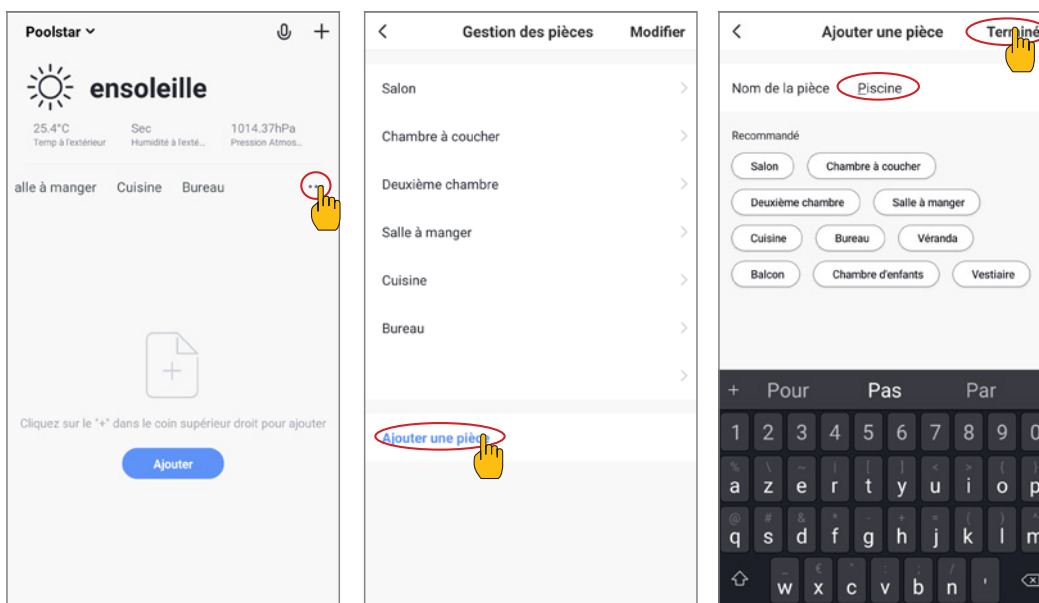 Poolstar
ensoleille
25.4°C Sec 1014.37hPa
Temp à l'extérieur Humidité à l'exté... Pression Atmos...
alle à manger Cuisine Bureau
Cliquez sur le "+" dans le coin supérieur droit pour ajouter
Ajouter
Gestion des pièces Modifier
Salon
Chambre à coucher
Deuxième chambre
Salle à manger
Cuisine
Bureau
Ajouter une pièce
Ajouter une pièce Terminé
Nom de la pièce Piscine
Recommandé
Salon Chambre à coucher
Deuxième chambre Salle à manger
Cuisine Bureau Véranda
Balcon Chambre d'enfants Vestiaire
+ Pour Pas Par
1 2 3 4 5 6 7 8 9 0
% \ ~ | [ ] < > ( )
a z e r t y u i o p
@ # & * - + = ( )
q s d f g h j k l m
w x c v b n '